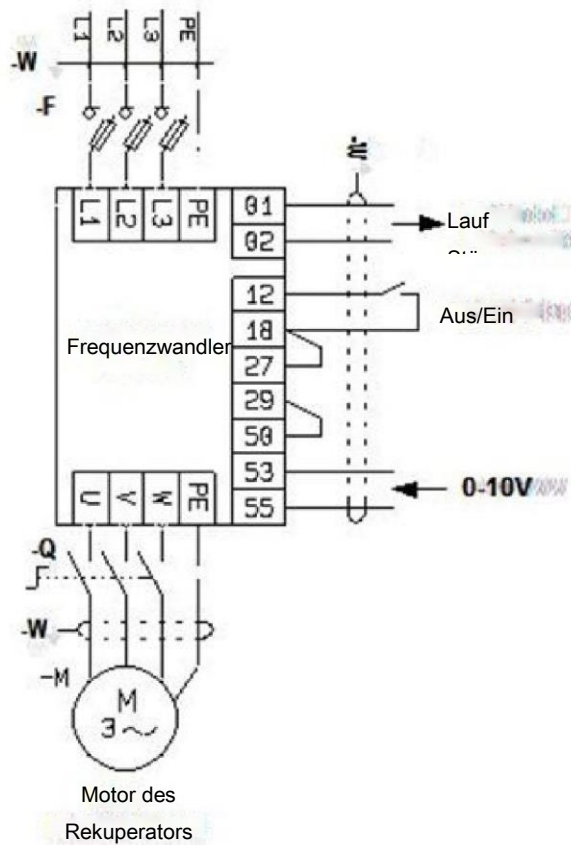 L1 L2 L3 PE
-W
-F
-W
L1 L2 L3 PE
01
02
Lauf
12
18
Aus/Ein
27
Frequenzwandler
29
50
53
55
0-10V
U V W PE
-Q
-W
-M
M
3~
Motor des
Rekuperators